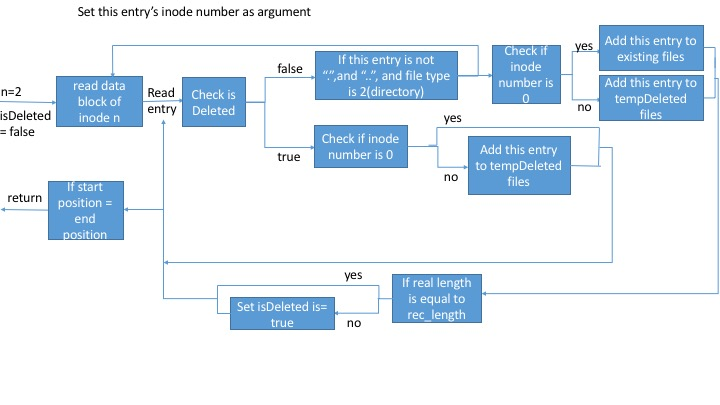 Set this entry's inode number as argument
n=2
isDeleted
= false
read data
block of
inode n
Read
entry
Check is
Deleted
false
true
If this entry is not
“.”,and “..”, and file type
is 2(directory)
Check if
inode
number is
0
yes
no
Add this entry to
existing files
Add this entry to
tempDeleted
files
Check if inode
number is 0
yes
no
Add this entry
to tempDeleted
files
return
If start
position =
end
position
yes
no
Set isDeleted is=
true
If real length
is equal to
rec_length